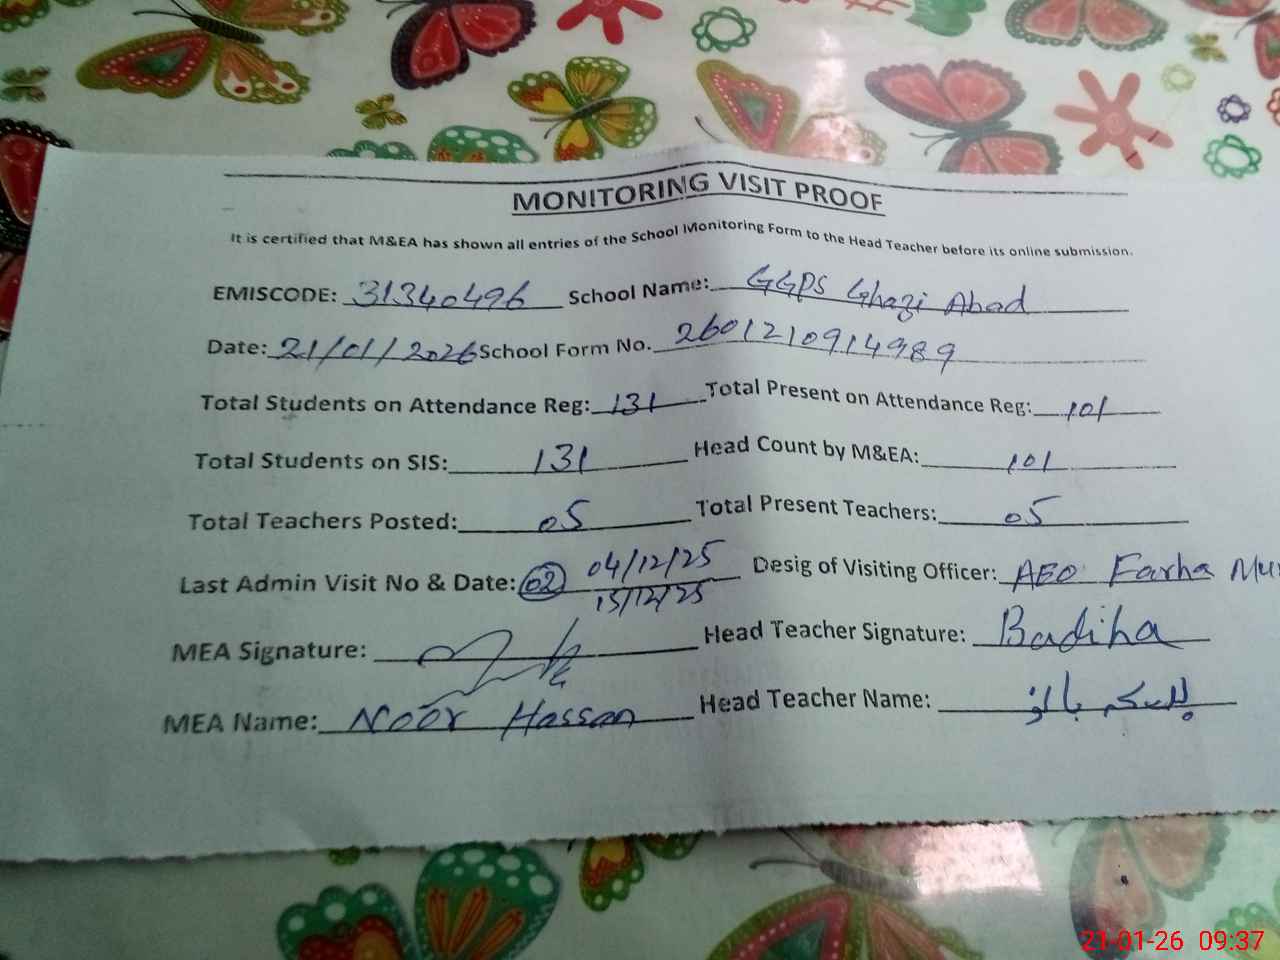 MONITORING VISIT PROOF
It is certified that M&EA has shown all entries of the School Monitoring Form to the Head Teacher before its online submission.
EMISCODE: 31340496 School Name: GGPS Ghazi Abad
Date: 21/01/2026 School Form No. 2601210914989
Total Students on Attendance Reg: 131 Total Present on Attendance Reg: 101
Total Students on SIS: 131 Head Count by M&EA: 101
Total Teachers Posted: 05 Total Present Teachers: 05
Last Admin Visit No & Date: 02 04/12/25 Desig of Visiting Officer: AEO Farha
15/12/25
MEA Signature: Head Teacher Signature: Badiha
MEA Name: Noor Hassan Head Teacher Name: بانو
21-01-26 09:37